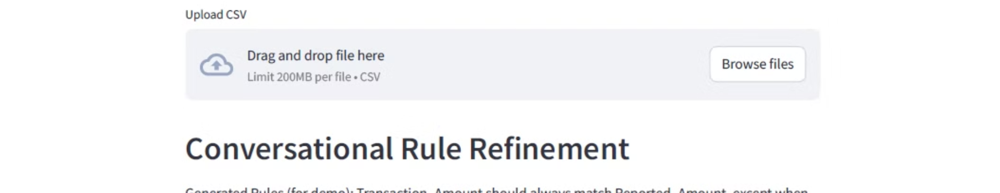 Upload CSV
Drag and drop file here
Limit 200MB per file • CSV
Browse files
Conversational Rule Refinement
Generated Rules (for demo): Transaction_Amount should always match Reported_Amount, except when